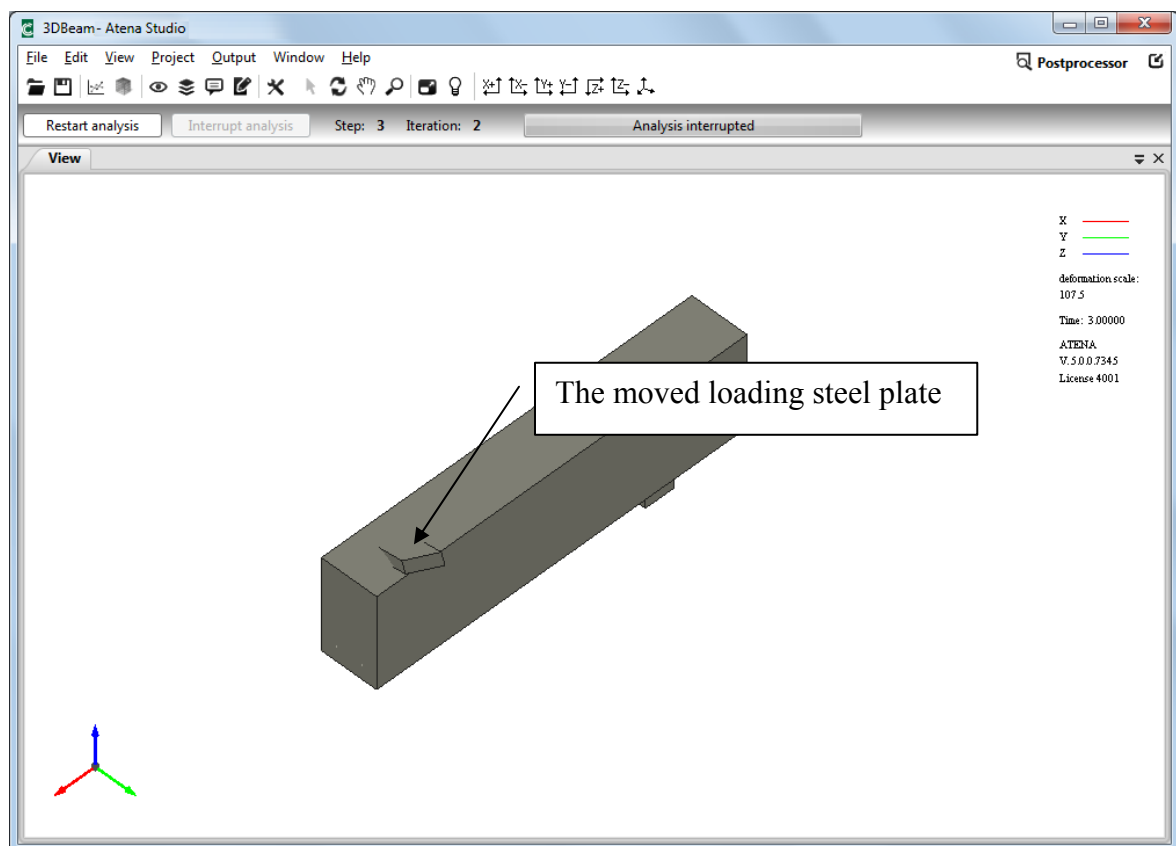 3DBeam- Atena Studio
File Edit View Project Output Window Help
Postprocessor
X+ X- Y+ Y- Z+ Z-
Restart analysis Interrupt analysis Step: 3 Iteration: 2 Analysis interrupted
View
X
Y
Z
deformation scale:
107.5
Time: 3.00000
ATENA
V. 5.0.0.7345
License 4001
The moved loading steel plate